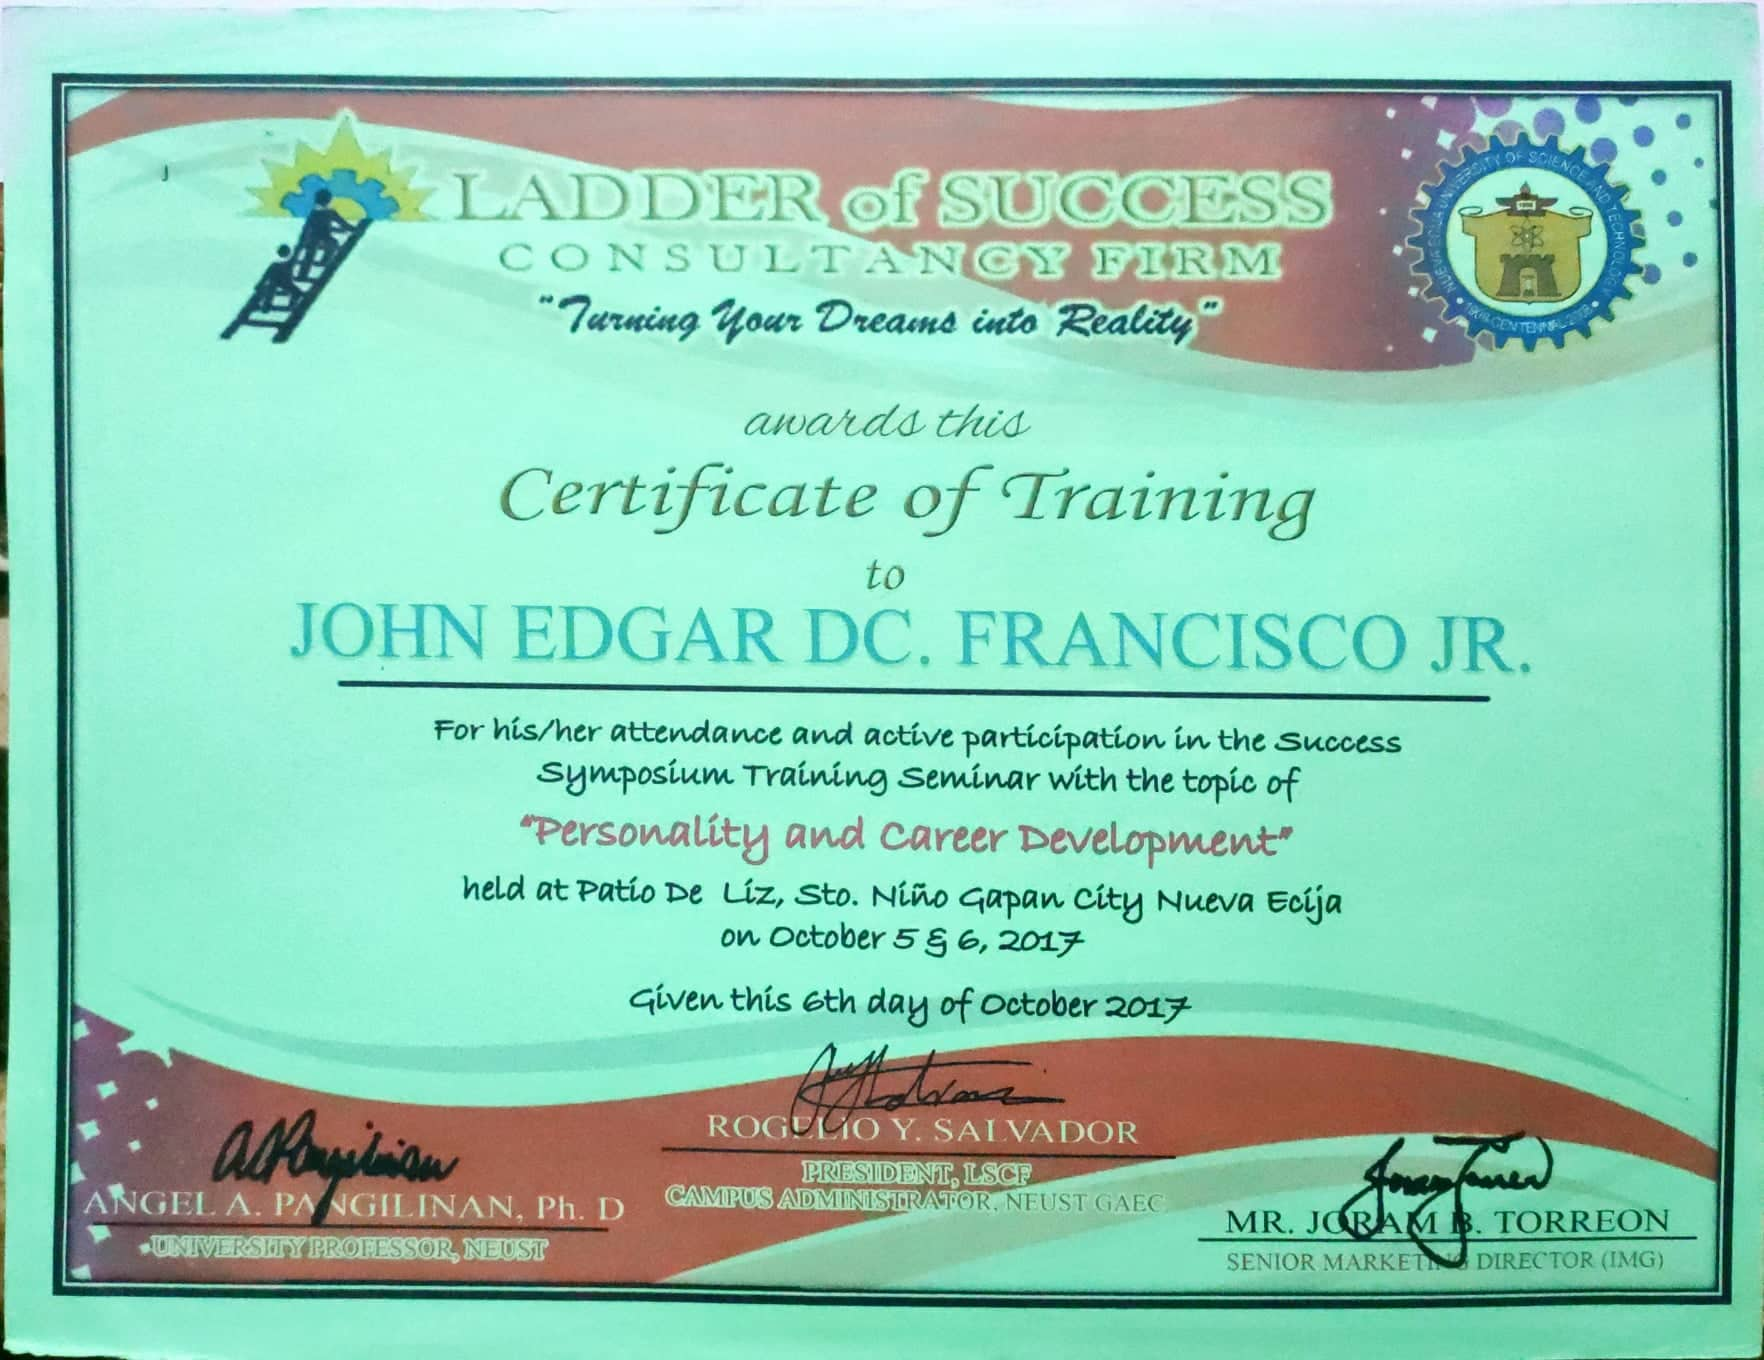 LADDER of SUCCESS
CONSULTANCY FIRM
"Turning Your Dreams into Reality"
NUEVA ECIJA UNIVERSITY OF SCIENCE AND TECHNOLOGY
1908 CENTENNIAL 2008
awards this
Certificate of Training
to
JOHN EDGAR DC. FRANCISCO JR.
For his/her attendance and active participation in the Success
Symposium Training Seminar with the topic of
"Personality and Career Development"
held at Patio De Liz, Sto. Niño Gapan City Nueva Ecija
on October 5 & 6, 2017
Given this 6th day of October 2017
ROGELIO Y. SALVADOR
PRESIDENT, LSCF
CAMPUS ADMINISTRATOR, NEUST GAEC
ANGEL A. PANGILINAN, Ph. D
UNIVERSITY PROFESSOR, NEUST
MR. JORAM B. TORREON
SENIOR MARKETING DIRECTOR (IMG)